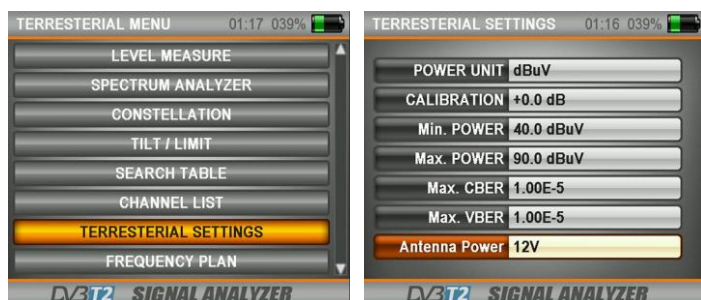 TERRESTERIAL MENU 01:17 039%
LEVEL MEASURE
SPECTRUM ANALYZER
CONSTELLATION
TILT / LIMIT
SEARCH TABLE
CHANNEL LIST
TERRESTERIAL SETTINGS
FREQUENCY PLAN
DVB T2 SIGNAL ANALYZER
TERRESTERIAL SETTINGS 01:16 039%
POWER UNIT dBuV
CALIBRATION +0.0 dB
Min. POWER 40.0 dBuV
Max. POWER 90.0 dBuV
Max. CBER 1.00E-5
Max. VBER 1.00E-5
Antenna Power 12V
DVB T2 SIGNAL ANALYZER